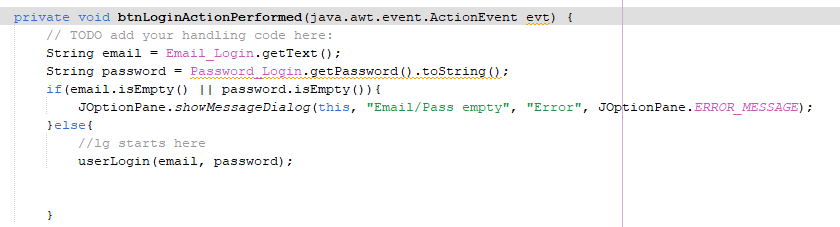 private void btnLoginActionPerformed(java.awt.event.ActionEvent evt) {
// TODO add your handling code here:
String email = Email_Login.getText();
String password = Password_Login.getPassword().toString();
if(email.isEmpty() || password.isEmpty()){
JOptionPane.showMessageDialog(this, "Email/Pass empty", "Error", JOptionPane.ERROR_MESSAGE);
}else{
//lg starts here
userLogin(email, password);
}